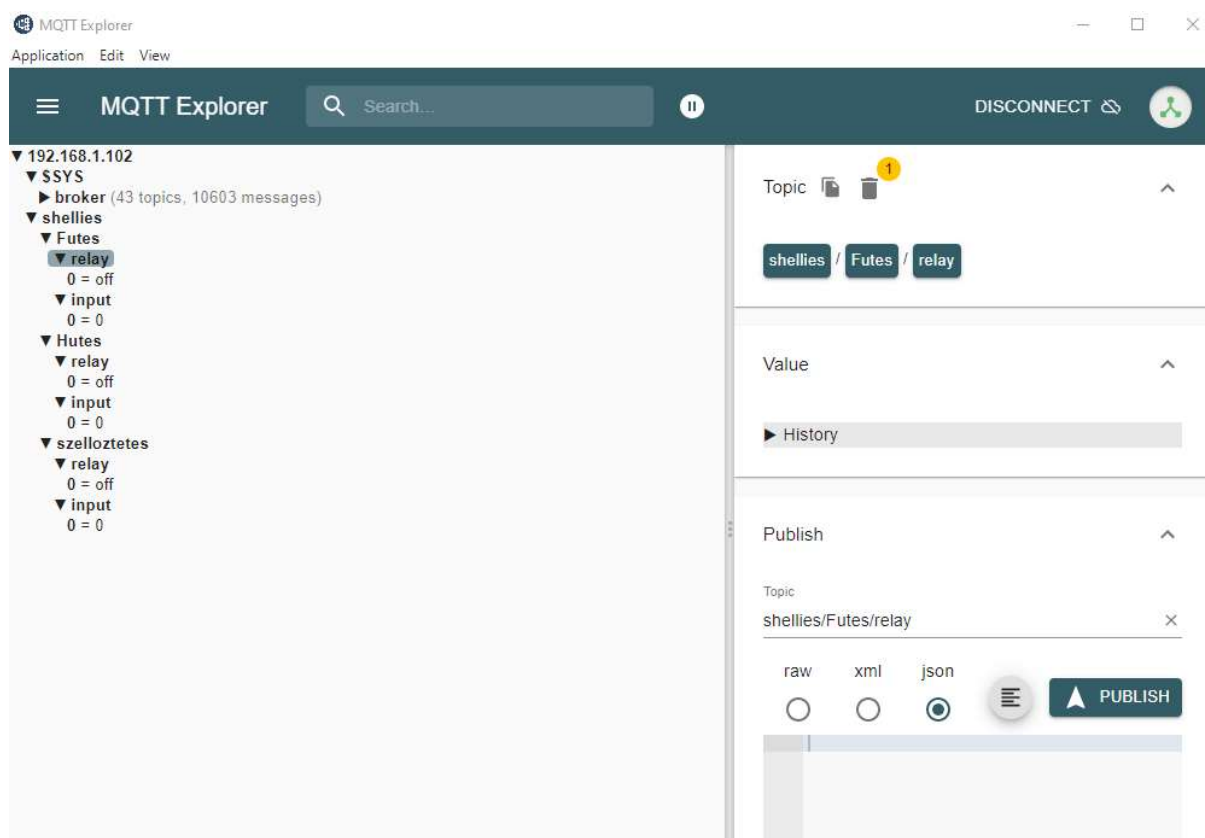 MQTT Explorer
Application Edit View
MQTT Explorer
Search...
DISCONNECT
▼ 192.168.1.102
▼ $SYS
▶ broker (43 topics, 10603 messages)
▼ shellies
▼ Futes
▼ relay
0 = off
▼ input
0 = 0
▼ Hutes
▼ relay
0 = off
▼ input
0 = 0
▼ szelloztetes
▼ relay
0 = off
▼ input
0 = 0
Topic 1
shellies / Futes / relay
Value
▶ History
Publish
Topic
shellies/Futes/relay
raw xml json
PUBLISH